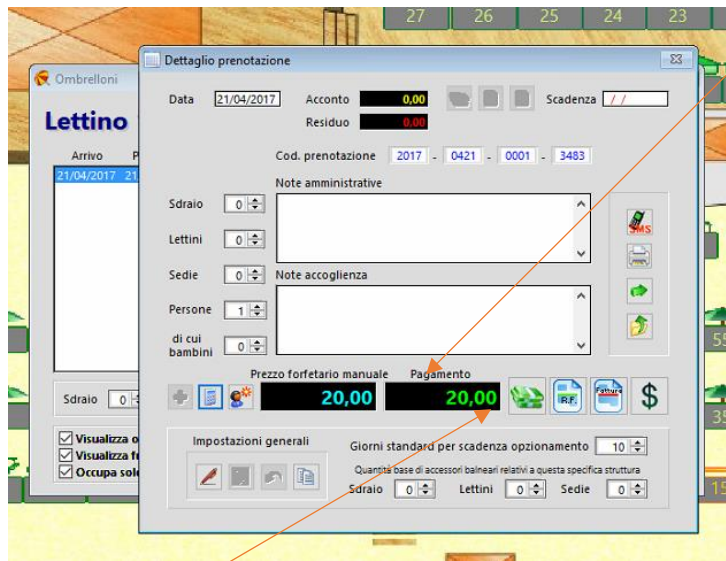 27 26 25 24 23
Dettaglio prenotazione
Ombrelloni
Data 21/04/2017 Acconto 0,00 Scadenza / /
Lettino
Residuo 0,00
Arrivo P
Cod. prenotazione 2017 - 0421 - 0001 - 3483
21/04/2017 21
Note amministrative
Sdraio 0
SMS
Lettini 0
Sedie 0 Note accoglienza
Persone 1
di cui
bambini 0
55
Prezzo forfetario manuale Pagamento
Sdraio 0
20,00 20,00 R.F. Fattura $
35
Visualizza o
Visualizza fr
Occupa solo
Impostazioni generali Giorni standard per scadenza opzionamento 10
Quantità base di accessori balneari relativi a questa specifica struttura
Sdraio 0 Lettini 0 Sedie 0
15